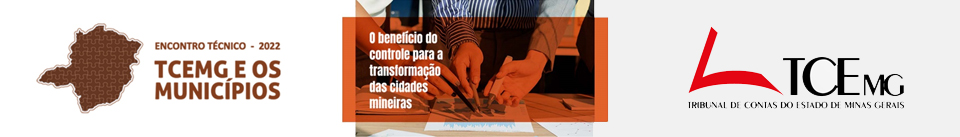 ENCONTRO TÉCNICO - 2022
TCEMG E OS
MUNICÍPIOS
O benefício do
controle para a
transformação
das cidades
mineiras
TCEMG
TRIBUNAL DE CONTAS DO ESTADO DE MINAS GERAIS